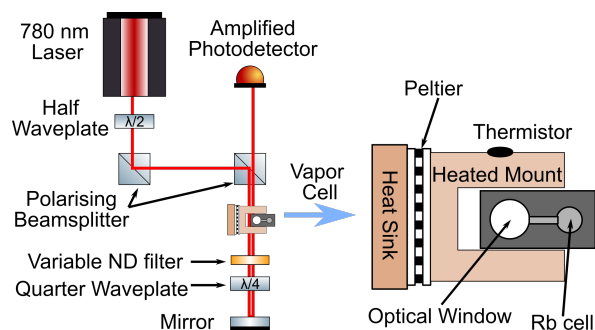 780 nm
Laser
Amplified
Photodetector
Half
Waveplate
λ/2
Polarising
Beamsplitter
Vapor
Cell
Variable ND filter
Quarter Waveplate
λ/4
Mirror
Peltier
Thermistor
Heated Mount
Heat Sink
Optical Window
Rb cell